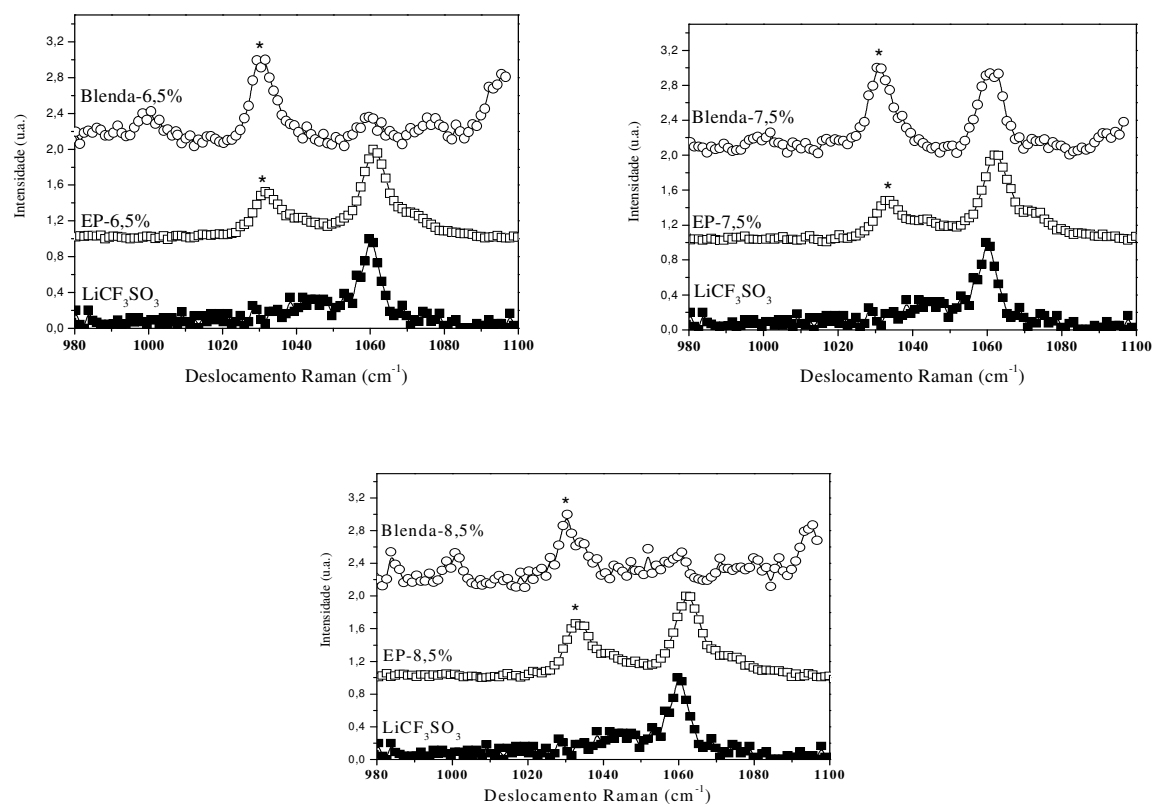 3,2
2,8
2,4
2,0
1,6
1,2
0,8
0,4
0,0
Intensidade (u.a.)
*
Blenda-6,5%
*
EP-6,5%
LiCF₃SO₃
980 1000 1020 1040 1060 1080 1100
Deslocamento Raman (cm⁻¹)
3,2
2,8
2,4
2,0
1,6
1,2
0,8
0,4
0,0
Intensidade (u.a.)
*
Blenda-7,5%
*
EP-7,5%
LiCF₃SO₃
980 1000 1020 1040 1060 1080 1100
Deslocamento Raman (cm⁻¹)
3,2
2,8
2,4
2,0
1,6
1,2
0,8
0,4
0,0
Intensidade (u.a.)
*
Blenda-8,5%
*
EP-8,5%
LiCF₃SO₃
980 1000 1020 1040 1060 1080 1100
Deslocamento Raman (cm⁻¹)